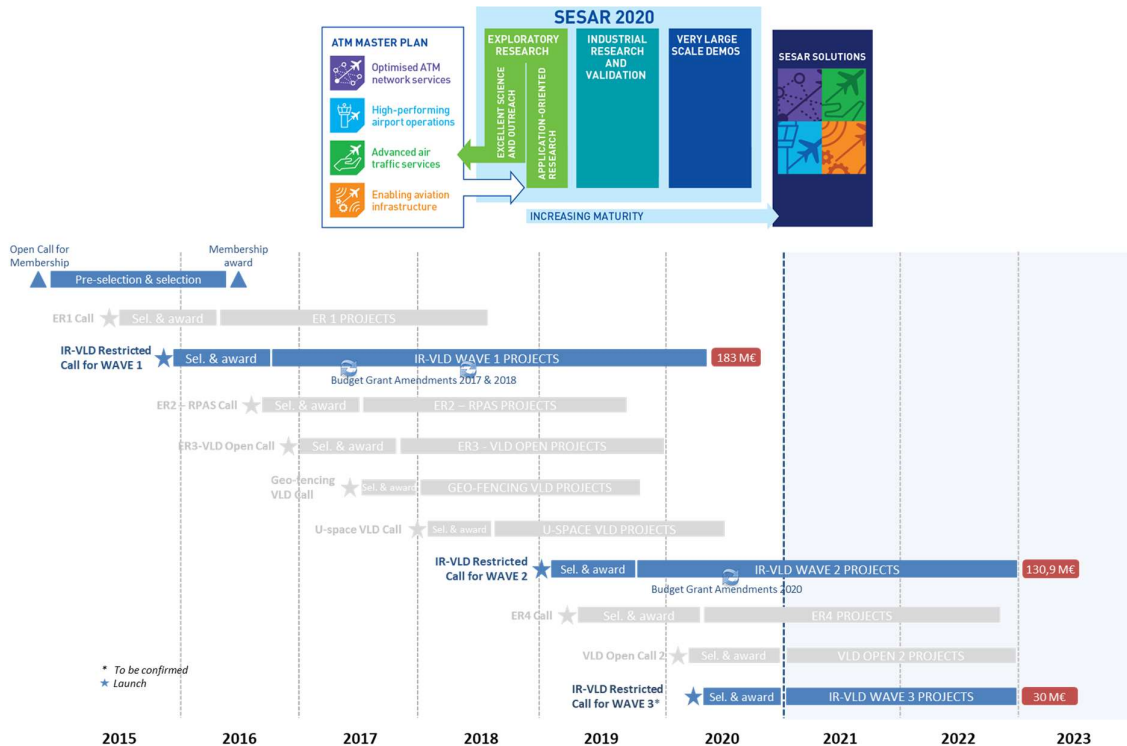 SESAR 2020
ATM MASTER PLAN
Optimised ATM
network services
High-performing
airport operations
Advanced air
traffic services
Enabling aviation
infrastructure
EXPLORATORY
RESEARCH
EXCELLENT SCIENCE
AND OUTREACH
APPLICATION-ORIENTED
RESEARCH
INDUSTRIAL
RESEARCH
AND
VALIDATION
VERY LARGE
SCALE DEMOS
SESAR SOLUTIONS
INCREASING MATURITY
Open Call for
Membership
Membership
award
Pre-selection & selection
ER1 Call
Sel. & award
ER 1 PROJECTS
IR-VLD Restricted
Call for WAVE 1
Sel. & award
IR-VLD WAVE 1 PROJECTS
183 M€
Budget Grant Amendments 2017 & 2018
ER2 – RPAS Call
Sel. & award
ER2 – RPAS PROJECTS
ER3-VLD Open Call
Sel. & award
ER3 - VLD OPEN PROJECTS
Geo-fencing
VLD Call
Sel. & award
GEO-FENCING VLD PROJECTS
U-space VLD Call
Sel. & award
U-SPACE VLD PROJECTS
IR-VLD Restricted
Call for WAVE 2
Sel. & award
IR-VLD WAVE 2 PROJECTS
130,9 M€
Budget Grant Amendments 2020
ER4 Call
Sel. & award
ER4 PROJECTS
VLD Open Call 2
Sel. & award
VLD OPEN 2 PROJECTS
* To be confirmed
Launch
IR-VLD Restricted
Call for WAVE 3*
Sel. & award
IR-VLD WAVE 3 PROJECTS
30 M€
2015
2016
2017
2018
2019
2020
2021
2022
2023